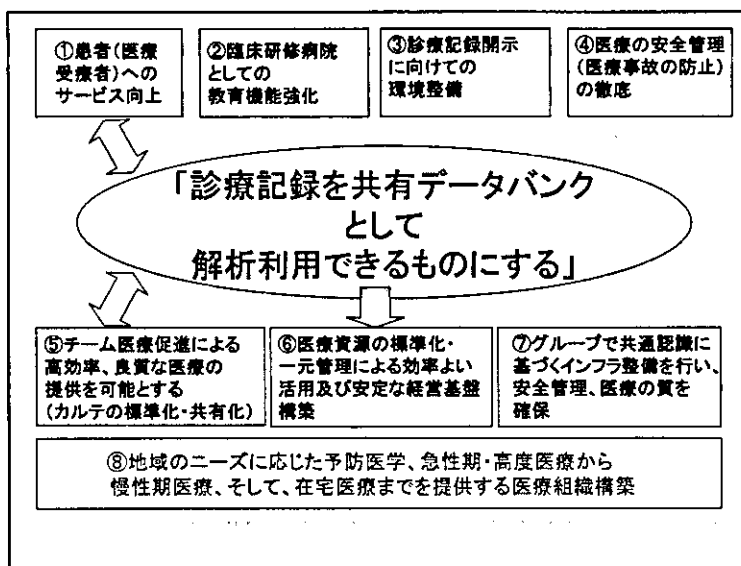 ①患者(医療
受療者)への
サービス向上
②臨床研修病院
としての
教育機能強化
③診療記録開示
に向けての
環境整備
④医療の安全管理
(医療事故の防止)
の徹底
「診療記録を共有データバンク
として
解析利用できるものにする」
⑤チーム医療促進による
高効率、良質な医療の
提供を可能とする
(カルテの標準化・共有化)
⑥医療資源の標準化・
一元管理による効率よい
活用及び安定な経営基盤
構築
⑦グループで共通認識に
基づくインフラ整備を行い、
安全管理、医療の質を
確保
⑧地域のニーズに応じた予防医学、急性期・高度医療から
慢性期医療、そして、在宅医療までを提供する医療組織構築